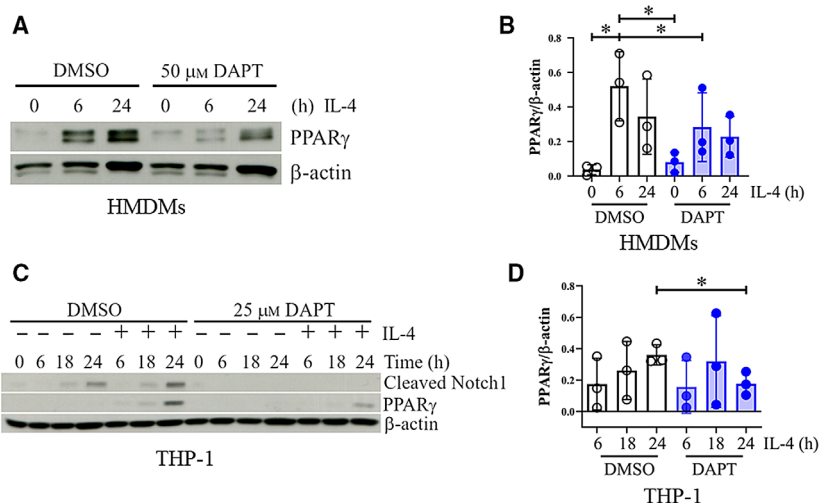 A
DMSO 50 µM DAPT
0 6 24 0 6 24 (h) IL-4
PPARγ
β-actin
HMDMs
B
* 
* *
PPARγ/β-actin
0.8
0.6
0.4
0.2
0.0
0 6 24 0 6 24 IL-4 (h)
DMSO DAPT
HMDMs
C
DMSO 25 µM DAPT
− − − − + + + − − − − + + + IL-4
0 6 18 24 6 18 24 0 6 18 24 6 18 24 Time (h)
Cleaved Notch1
PPARγ
β-actin
THP-1
D
*
PPARγ/β-actin
0.8
0.6
0.4
0.2
0.0
6 18 24 6 18 24 IL-4 (h)
DMSO DAPT
THP-1